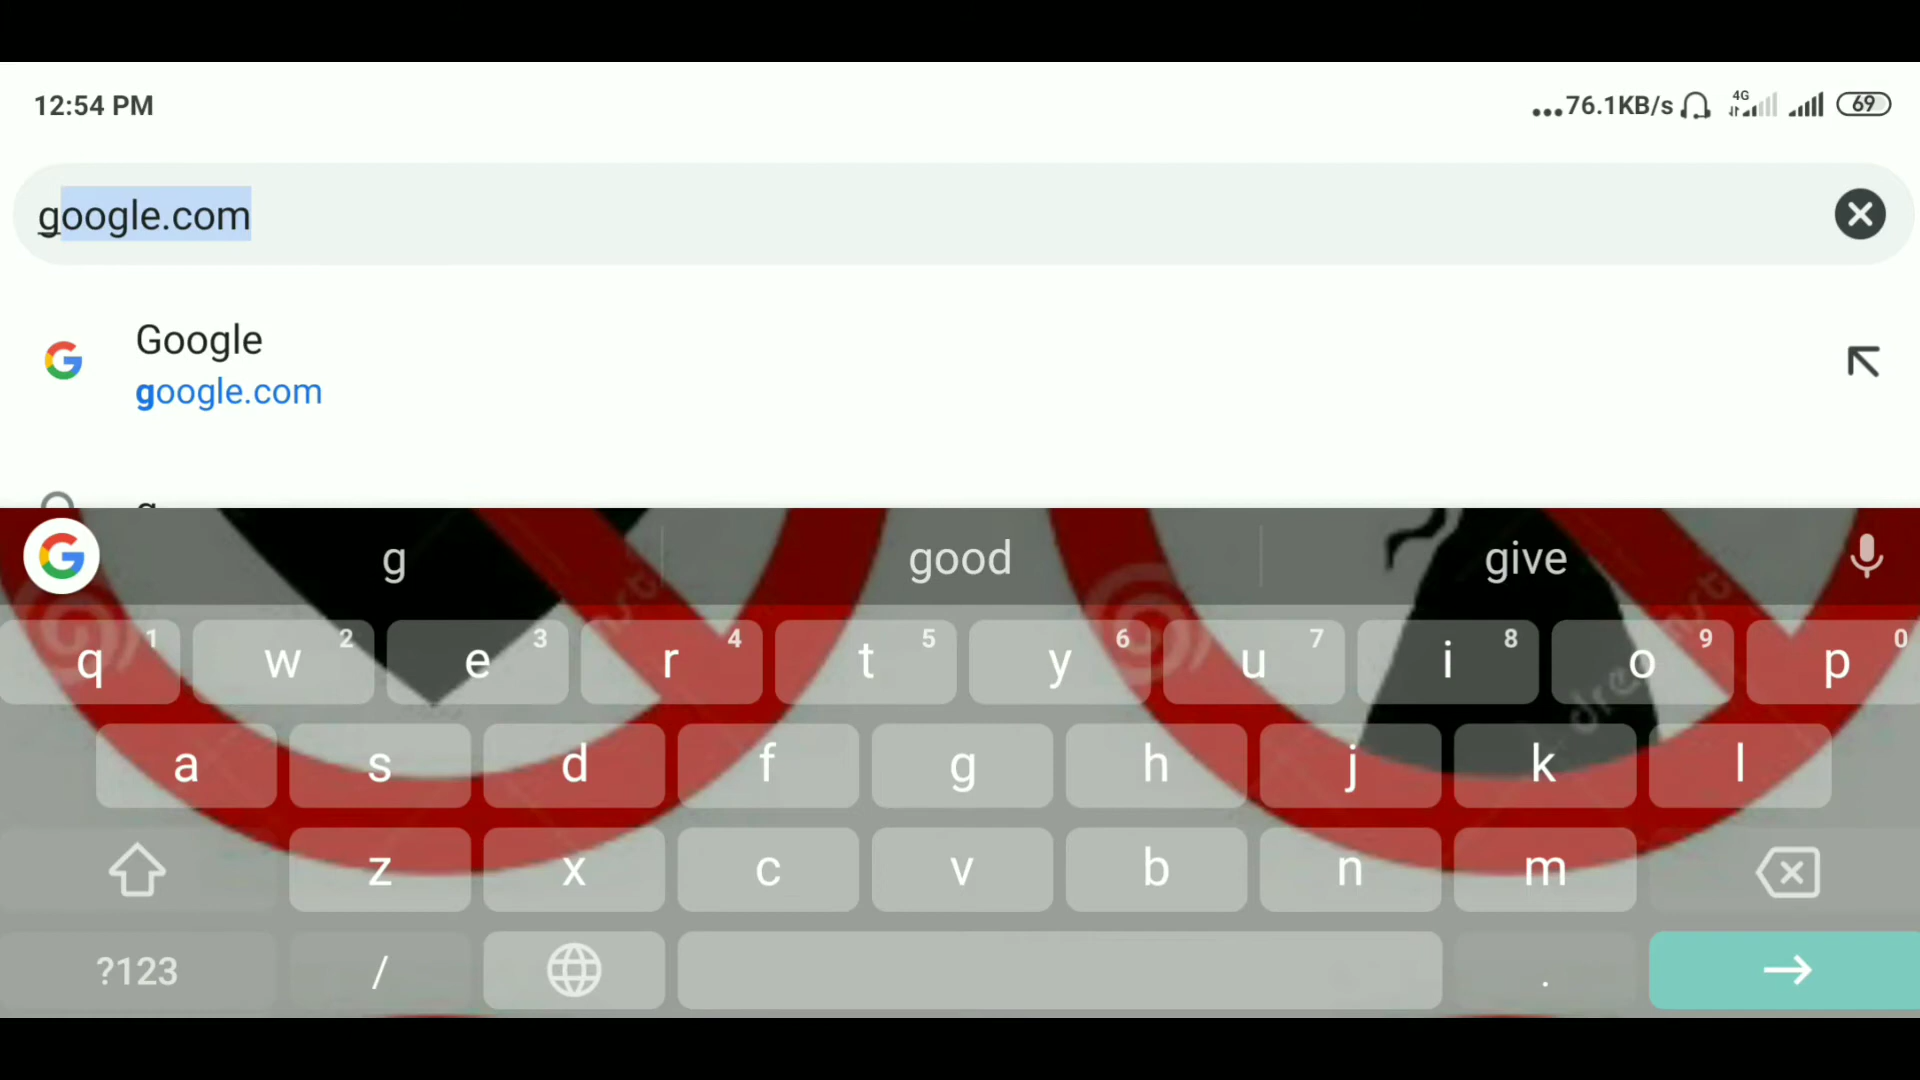 12:54 PM
...76.1KB/s 4G 69
google.com
Google
google.com
g good give
1 2 3 4 5 6 7 8 9 0
q w e r t y u i o p
a s d f g h j k l
z x c v b n m
?123 / .